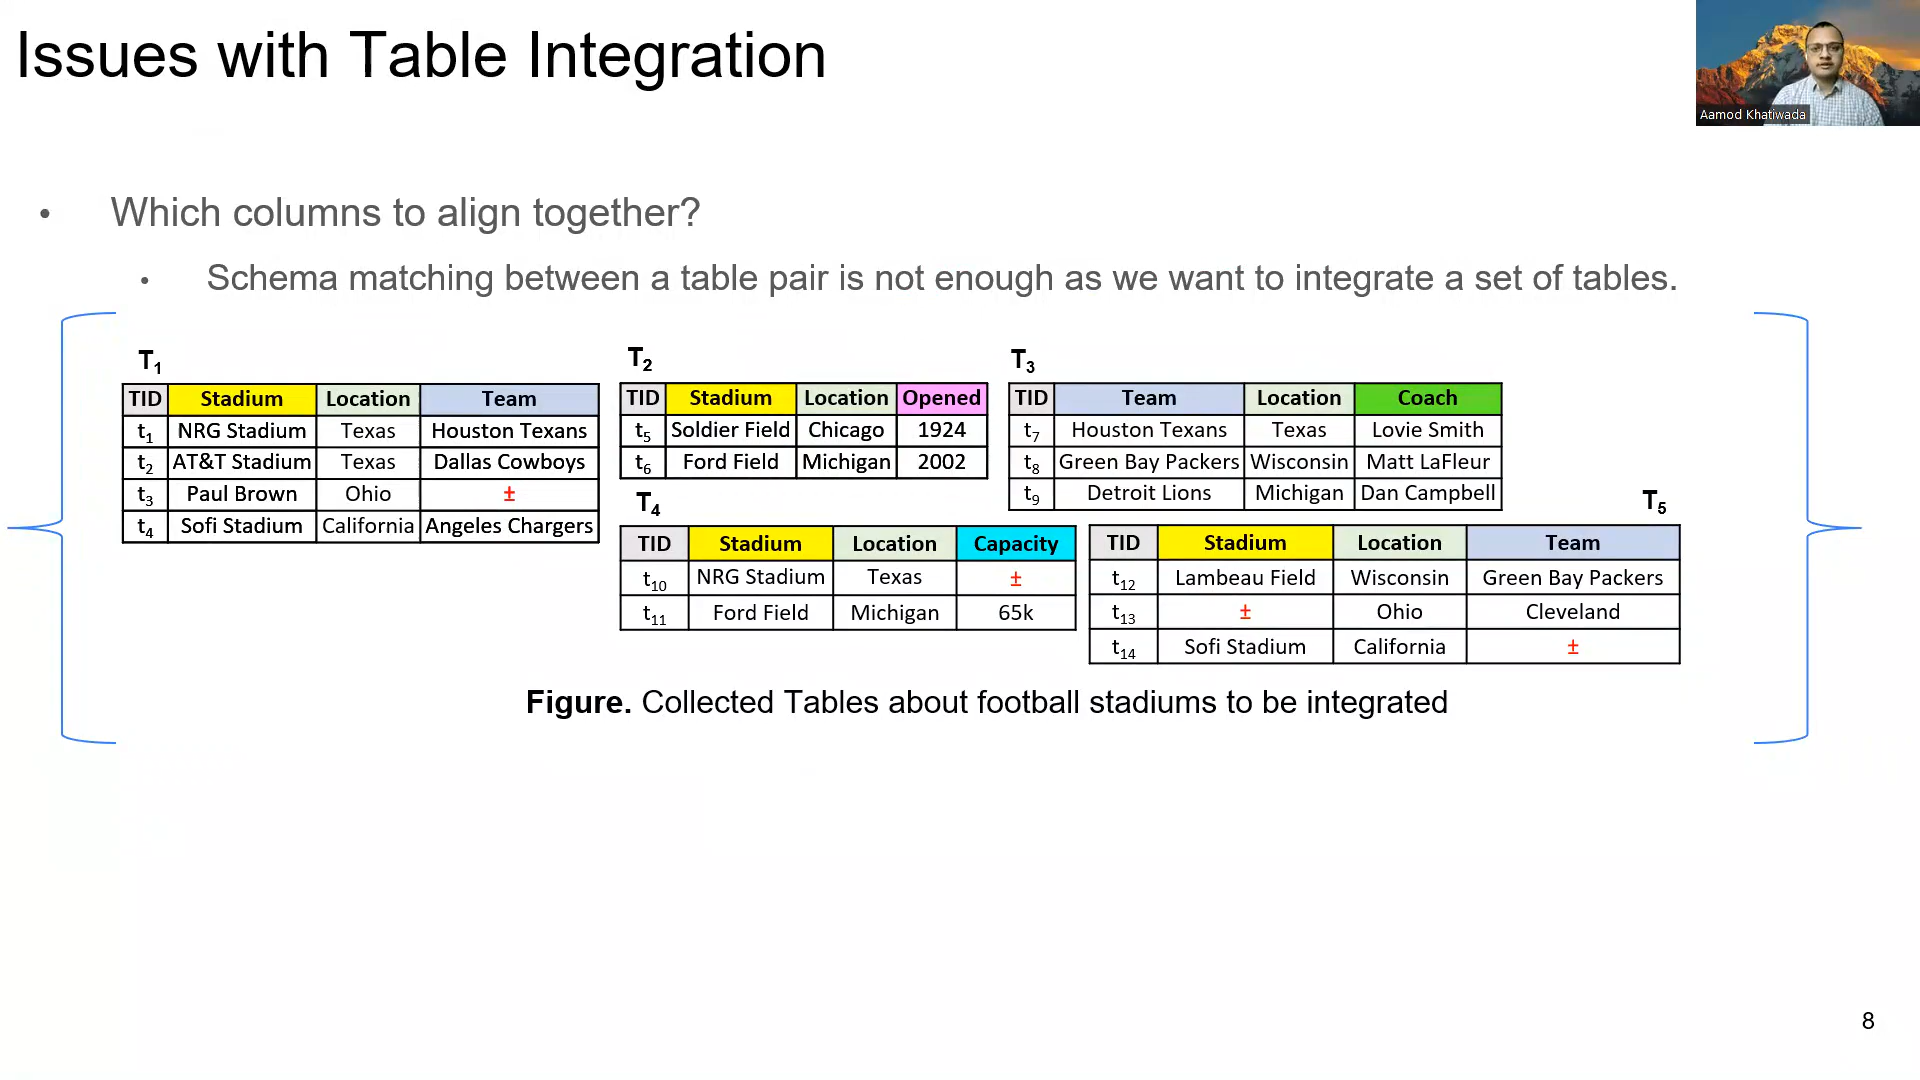 Issues with Table Integration
Aamod Khatiwada
• Which columns to align together?
• Schema matching between a table pair is not enough as we want to integrate a set of tables.
T1
TID Stadium Location Team
t1 NRG Stadium Texas Houston Texans
t2 AT&T Stadium Texas Dallas Cowboys
t3 Paul Brown Ohio ±
t4 Sofi Stadium California Angeles Chargers
T2
TID Stadium Location Opened
t5 Soldier Field Chicago 1924
t6 Ford Field Michigan 2002
T3
TID Team Location Coach
t7 Houston Texans Texas Lovie Smith
t8 Green Bay Packers Wisconsin Matt LaFleur
t9 Detroit Lions Michigan Dan Campbell
T4
TID Stadium Location Capacity
t10 NRG Stadium Texas ±
t11 Ford Field Michigan 65k
T5
TID Stadium Location Team
t12 Lambeau Field Wisconsin Green Bay Packers
t13 ± Ohio Cleveland
t14 Sofi Stadium California ±
Figure. Collected Tables about football stadiums to be integrated
8